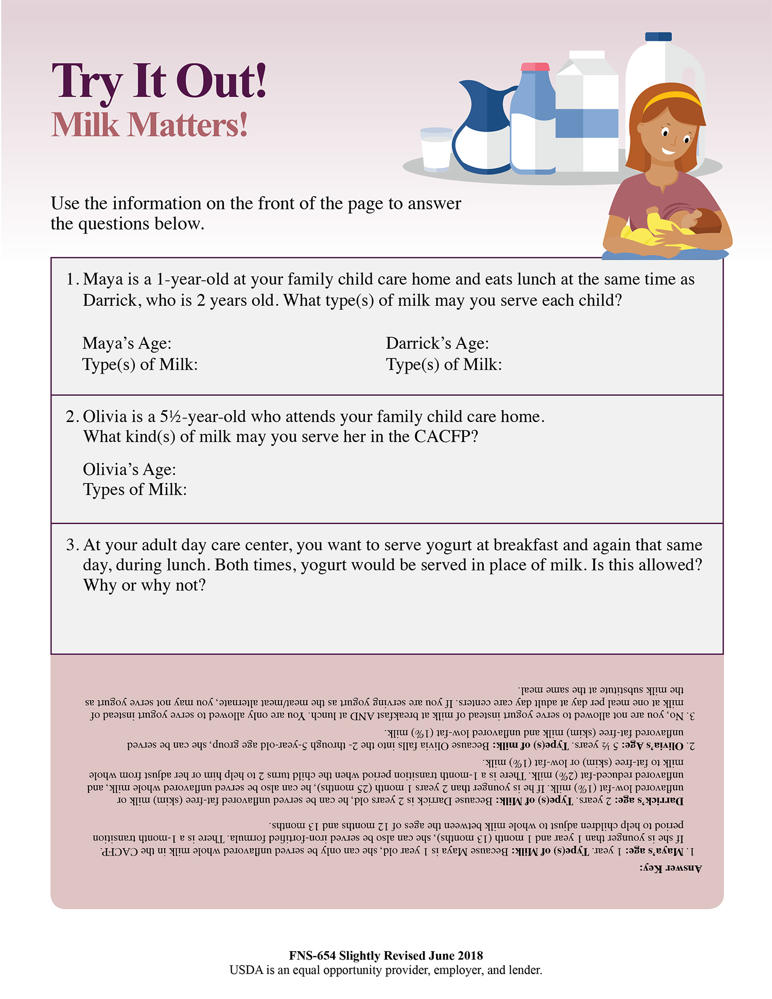 Try It Out!
Milk Matters!
Use the information on the front of the page to answer
the questions below.
1. Maya is a 1-year-old at your family child care home and eats lunch at the same time as
Darrick, who is 2 years old. What type(s) of milk may you serve each child?
Maya’s Age:
Type(s) of Milk:
Darrick’s Age:
Type(s) of Milk:
2. Olivia is a 5½-year-old who attends your family child care home.
What kind(s) of milk may you serve her in the CACFP?
Olivia’s Age:
Types of Milk:
3. At your adult day care center, you want to serve yogurt at breakfast and again that same
day, during lunch. Both times, yogurt would be served in place of milk. Is this allowed?
Why or why not?
Answer Key:
1. Maya’s age: 1 year. Type(s) of Milk: Because Maya is 1 year old, she can only be served unflavored whole milk in the CACFP.
If she is younger than 1 year and 1 month (13 months), she can also be served iron-fortified formula. There is a 1-month transition
period to help children adjust to whole milk between the ages of 12 months and 13 months.
Darrick’s age: 2 years. Type(s) of Milk: Because Darrick is 2 years old, he can be served unflavored fat-free (skim) milk or
unflavored low-fat (1%) milk. If he is younger than 2 years 1 month (25 months), he can also be served unflavored whole milk, and
unflavored reduced-fat (2%) milk. There is a 1-month transition period when the child turns 2 to help him or her adjust from whole
milk to fat-free (skim) or low-fat (1%) milk.
2. Olivia’s Age: 5 ½ years. Type(s) of milk: Because Olivia falls into the 2- through 5-year-old age group, she can be served
unflavored fat-free (skim) milk and unflavored low-fat (1%) milk.
3. No, you are not allowed to serve yogurt instead of milk at breakfast AND at lunch. You are only allowed to serve yogurt instead of
milk at one meal per day at adult day care centers. If you are serving yogurt as the meat/meat alternate, you may not serve yogurt as
the milk substitute at the same meal.
FNS-654 Slightly Revised June 2018
USDA is an equal opportunity provider, employer, and lender.